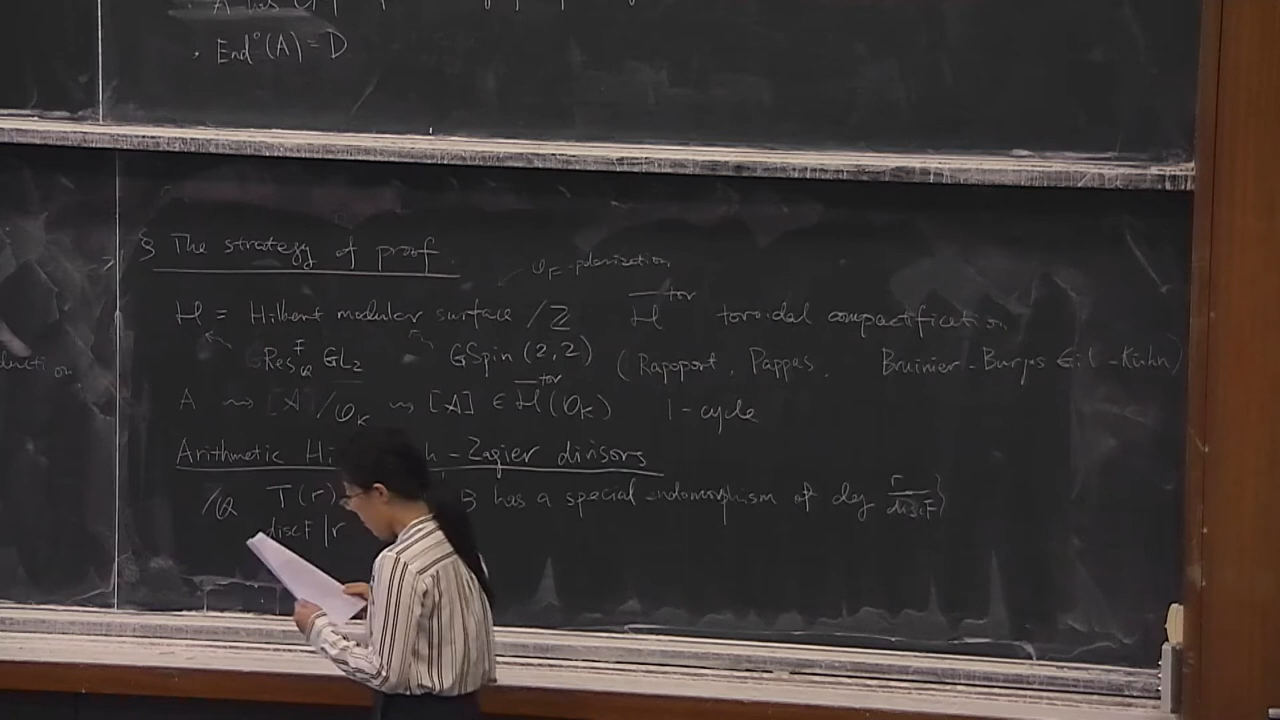 A has
· End°(A) = D
§ The strategy of proof.
O_F-polarization
H = Hilbert modular surface /Z H̅^tor toroidal compactification
Res^F_Q GL_2 GSpin(2,2) (Rapoport, Pappas, Bruinier-Burgos Gil-Kühn)
A ⇝ [A]/O_K ⇝ [A] ∈ H̅^tor(O_K) 1-cycle
Arithmetic Hi h-Zagier divisors
/Q T(r) B has a special endomorphism of deg r/discF}
discF | r